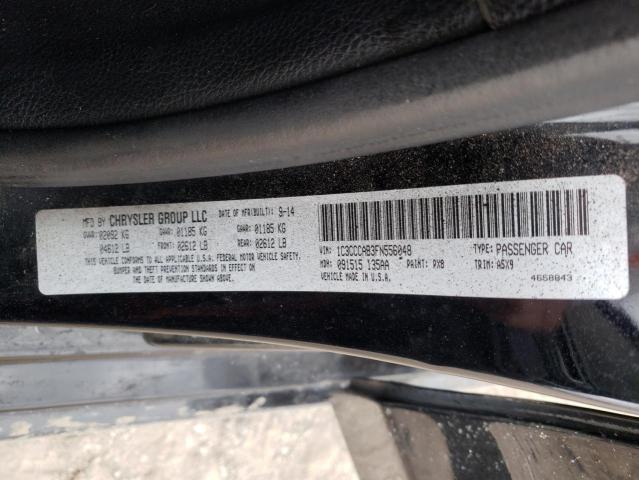 MFD BY CHRYSLER GROUP LLC
DATE OF MFR(BUILT): 9-14
GVWR: 02092 KG GAWR: 01185 KG GAWR: 01185 KG
04612 LB FRONT: 02612 LB REAR: 02612 LB
THIS VEHICLE CONFORMS TO ALL APPLICABLE U.S.A. FEDERAL MOTOR VEHICLE SAFETY,
BUMPER AND THEFT PREVENTION STANDARDS IN EFFECT ON
THE DATE OF MANUFACTURE SHOWN ABOVE.
VIN: 1C3CCCAB3FN556048 TYPE: PASSENGER CAR
MDH: 091515 135AA PAINT: PX8 TRIM: A5X9
VEHICLE MADE IN U.S.A. 4658043